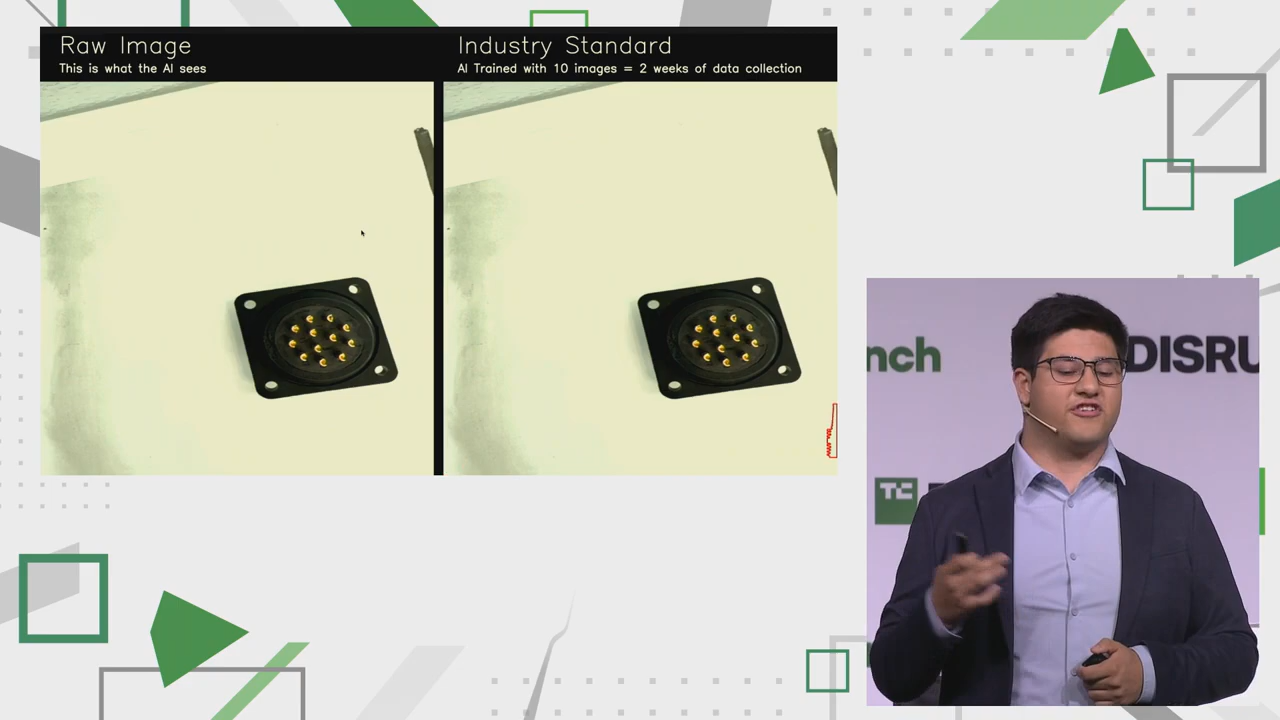 Raw Image
This is what the AI sees
Industry Standard
AI Trained with 10 images = 2 weeks of data collection
nch
DISRU
TC